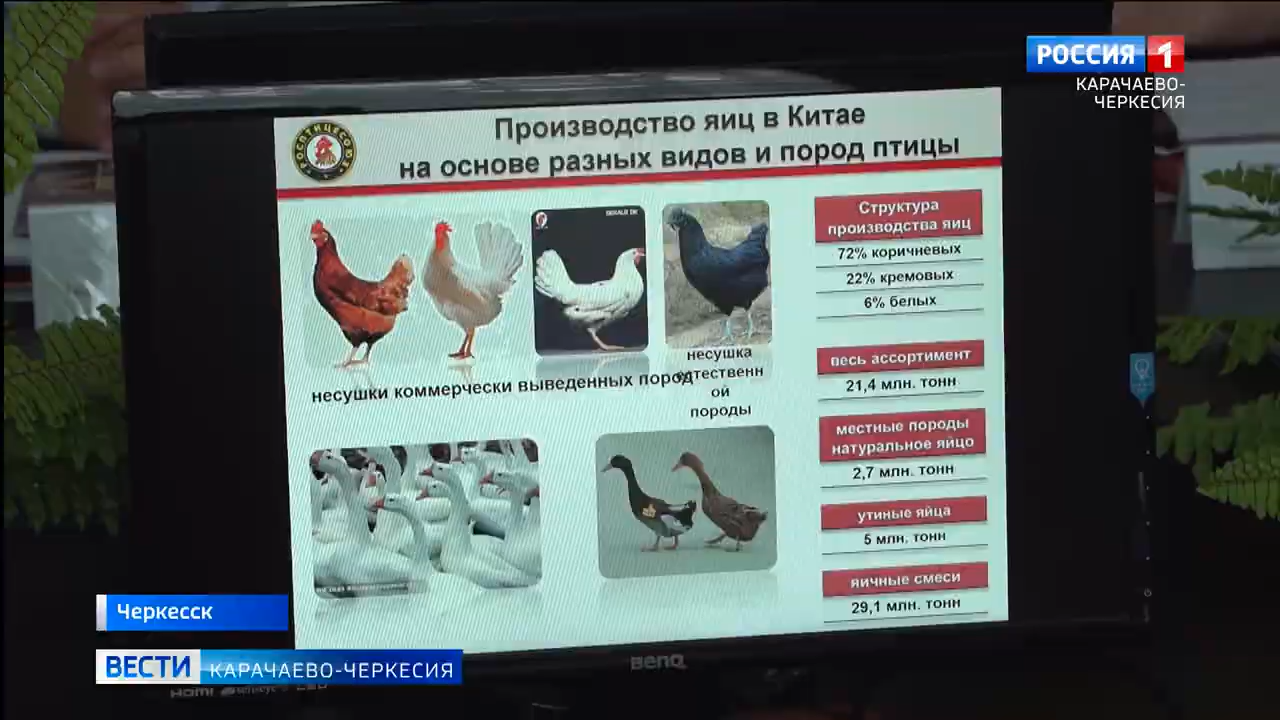 РОССИЯ 1
КАРАЧАЕВО-
ЧЕРКЕСИЯ
РОСПТИЦЕСОЮЗ
Производство яиц в Китае
на основе разных видов и пород птицы
Структура
производства яиц
72% коричневых
22% кремовых
6% белых
несушки коммерчески выведенных пород
несушка
естественн
ой
породы
весь ассортимент
21,4 млн. тонн
местные породы
натуральное яйцо
2,7 млн. тонн
утиные яйца
5 млн. тонн
яичные смеси
29,1 млн. тонн
Черкесск
ВЕСТИ КАРАЧАЕВО-ЧЕРКЕСИЯ
BenQ
HDMI